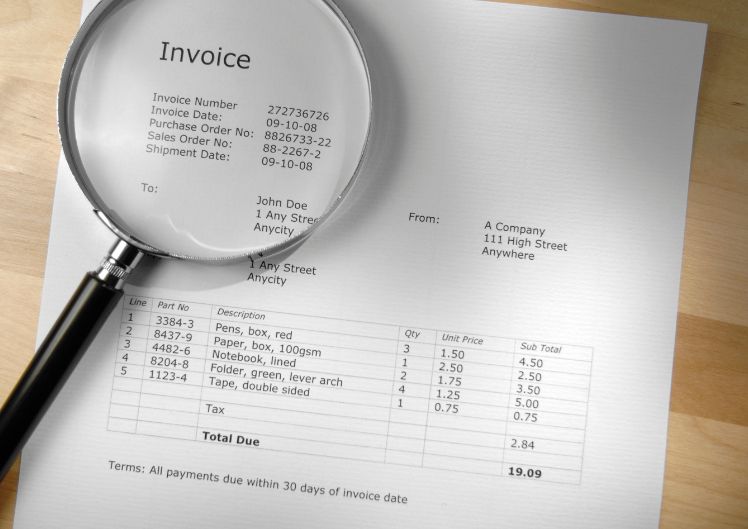 Invoice
Invoice Number 272736726
Invoice Date: 09-10-08
Purchase Order No: 8826733-22
Sales Order No: 88-2267-2
Shipment Date: 09-10-08
To:
John Doe
1 Any Stree
Anycity
From: A Company
111 High Street
Anywhere
1 Any Street
Anycity
Line Part No Description Qty Unit Price Sub Total
1 3384-3 Pens, box, red 3 1.50 4.50
2 8437-9 Paper, box, 100gsm 1 2.50 2.50
3 4482-6 Notebook, lined 2 1.75 3.50
4 8204-8 Folder, green, lever arch 4 1.25 5.00
5 1123-4 Tape, double sided 1 0.75 0.75
Tax 2.84
Total Due 19.09
Terms: All payments due within 30 days of invoice date